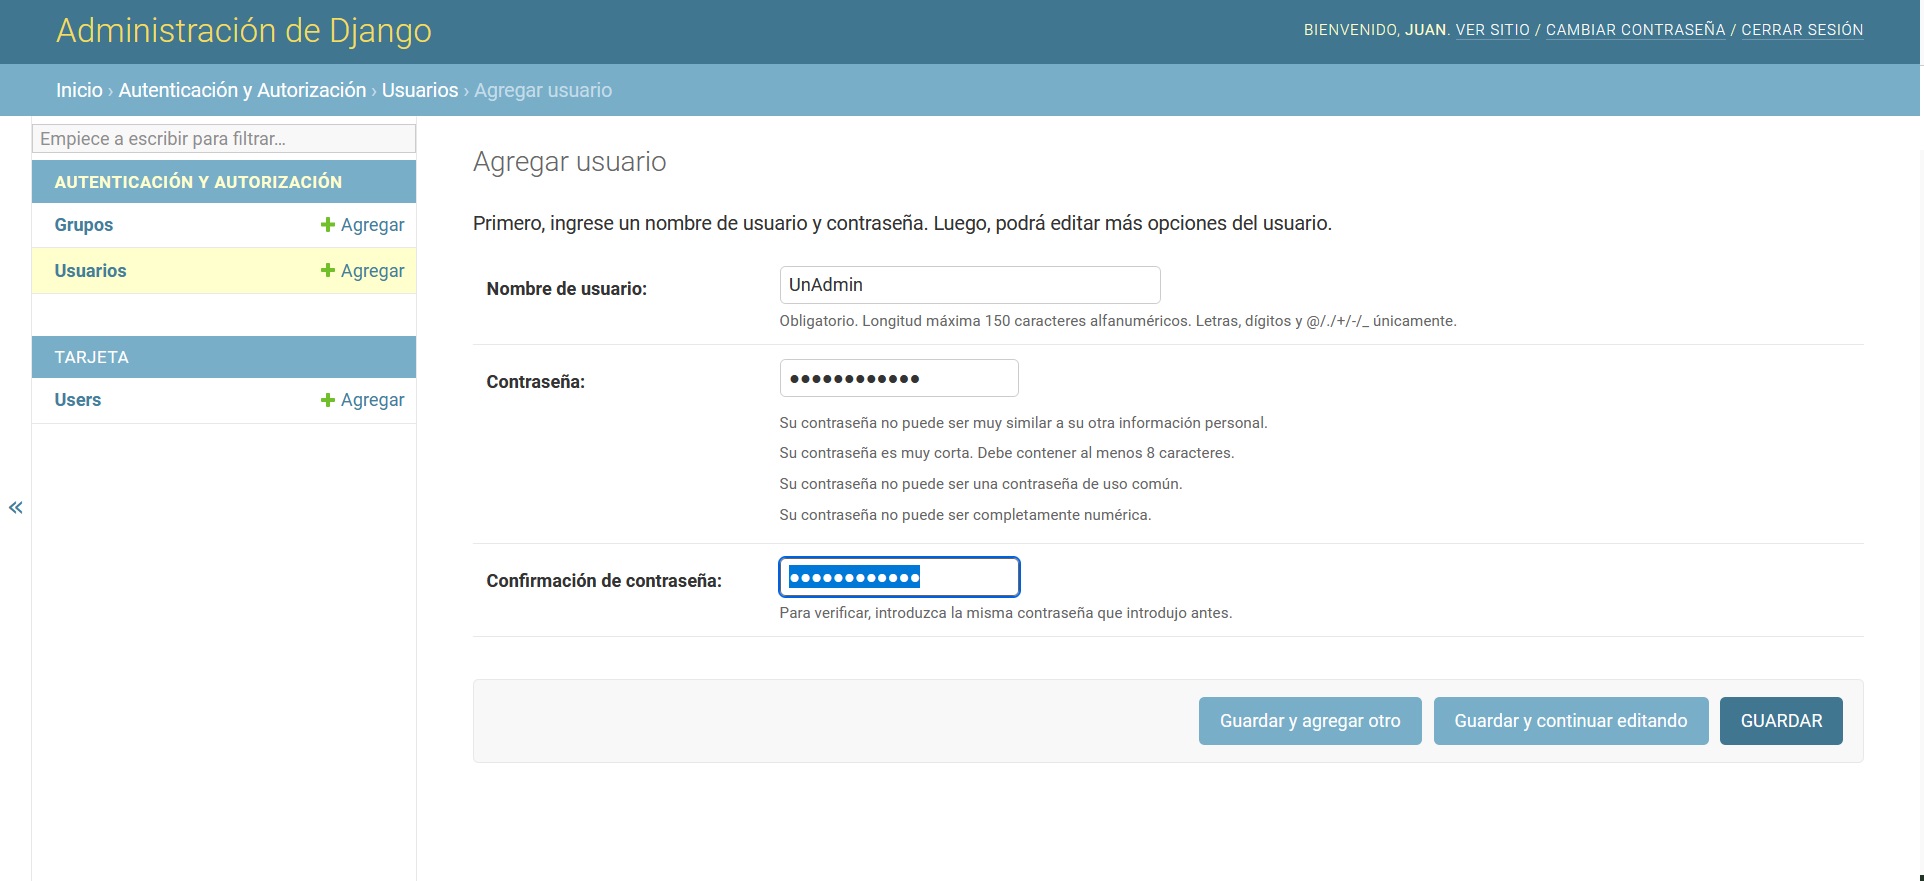 Administración de Django
BIENVENIDO, JUAN. VER SITIO / CAMBIAR CONTRASEÑA / CERRAR SESIÓN
Inicio › Autenticación y Autorización › Usuarios › Agregar usuario
Empiece a escribir para filtrar...
AUTENTICACIÓN Y AUTORIZACIÓN
Grupos Agregar
Usuarios Agregar
TARJETA
Users Agregar
«
Agregar usuario
Primero, ingrese un nombre de usuario y contraseña. Luego, podrá editar más opciones del usuario.
Nombre de usuario: UnAdmin
Obligatorio. Longitud máxima 150 caracteres alfanuméricos. Letras, dígitos y @/./+/-/_ únicamente.
Contraseña: ●●●●●●●●●●●●
Su contraseña no puede ser muy similar a su otra información personal.
Su contraseña es muy corta. Debe contener al menos 8 caracteres.
Su contraseña no puede ser una contraseña de uso común.
Su contraseña no puede ser completamente numérica.
Confirmación de contraseña: ●●●●●●●●●●●●
Para verificar, introduzca la misma contraseña que introdujo antes.
Guardar y agregar otro Guardar y continuar editando GUARDAR